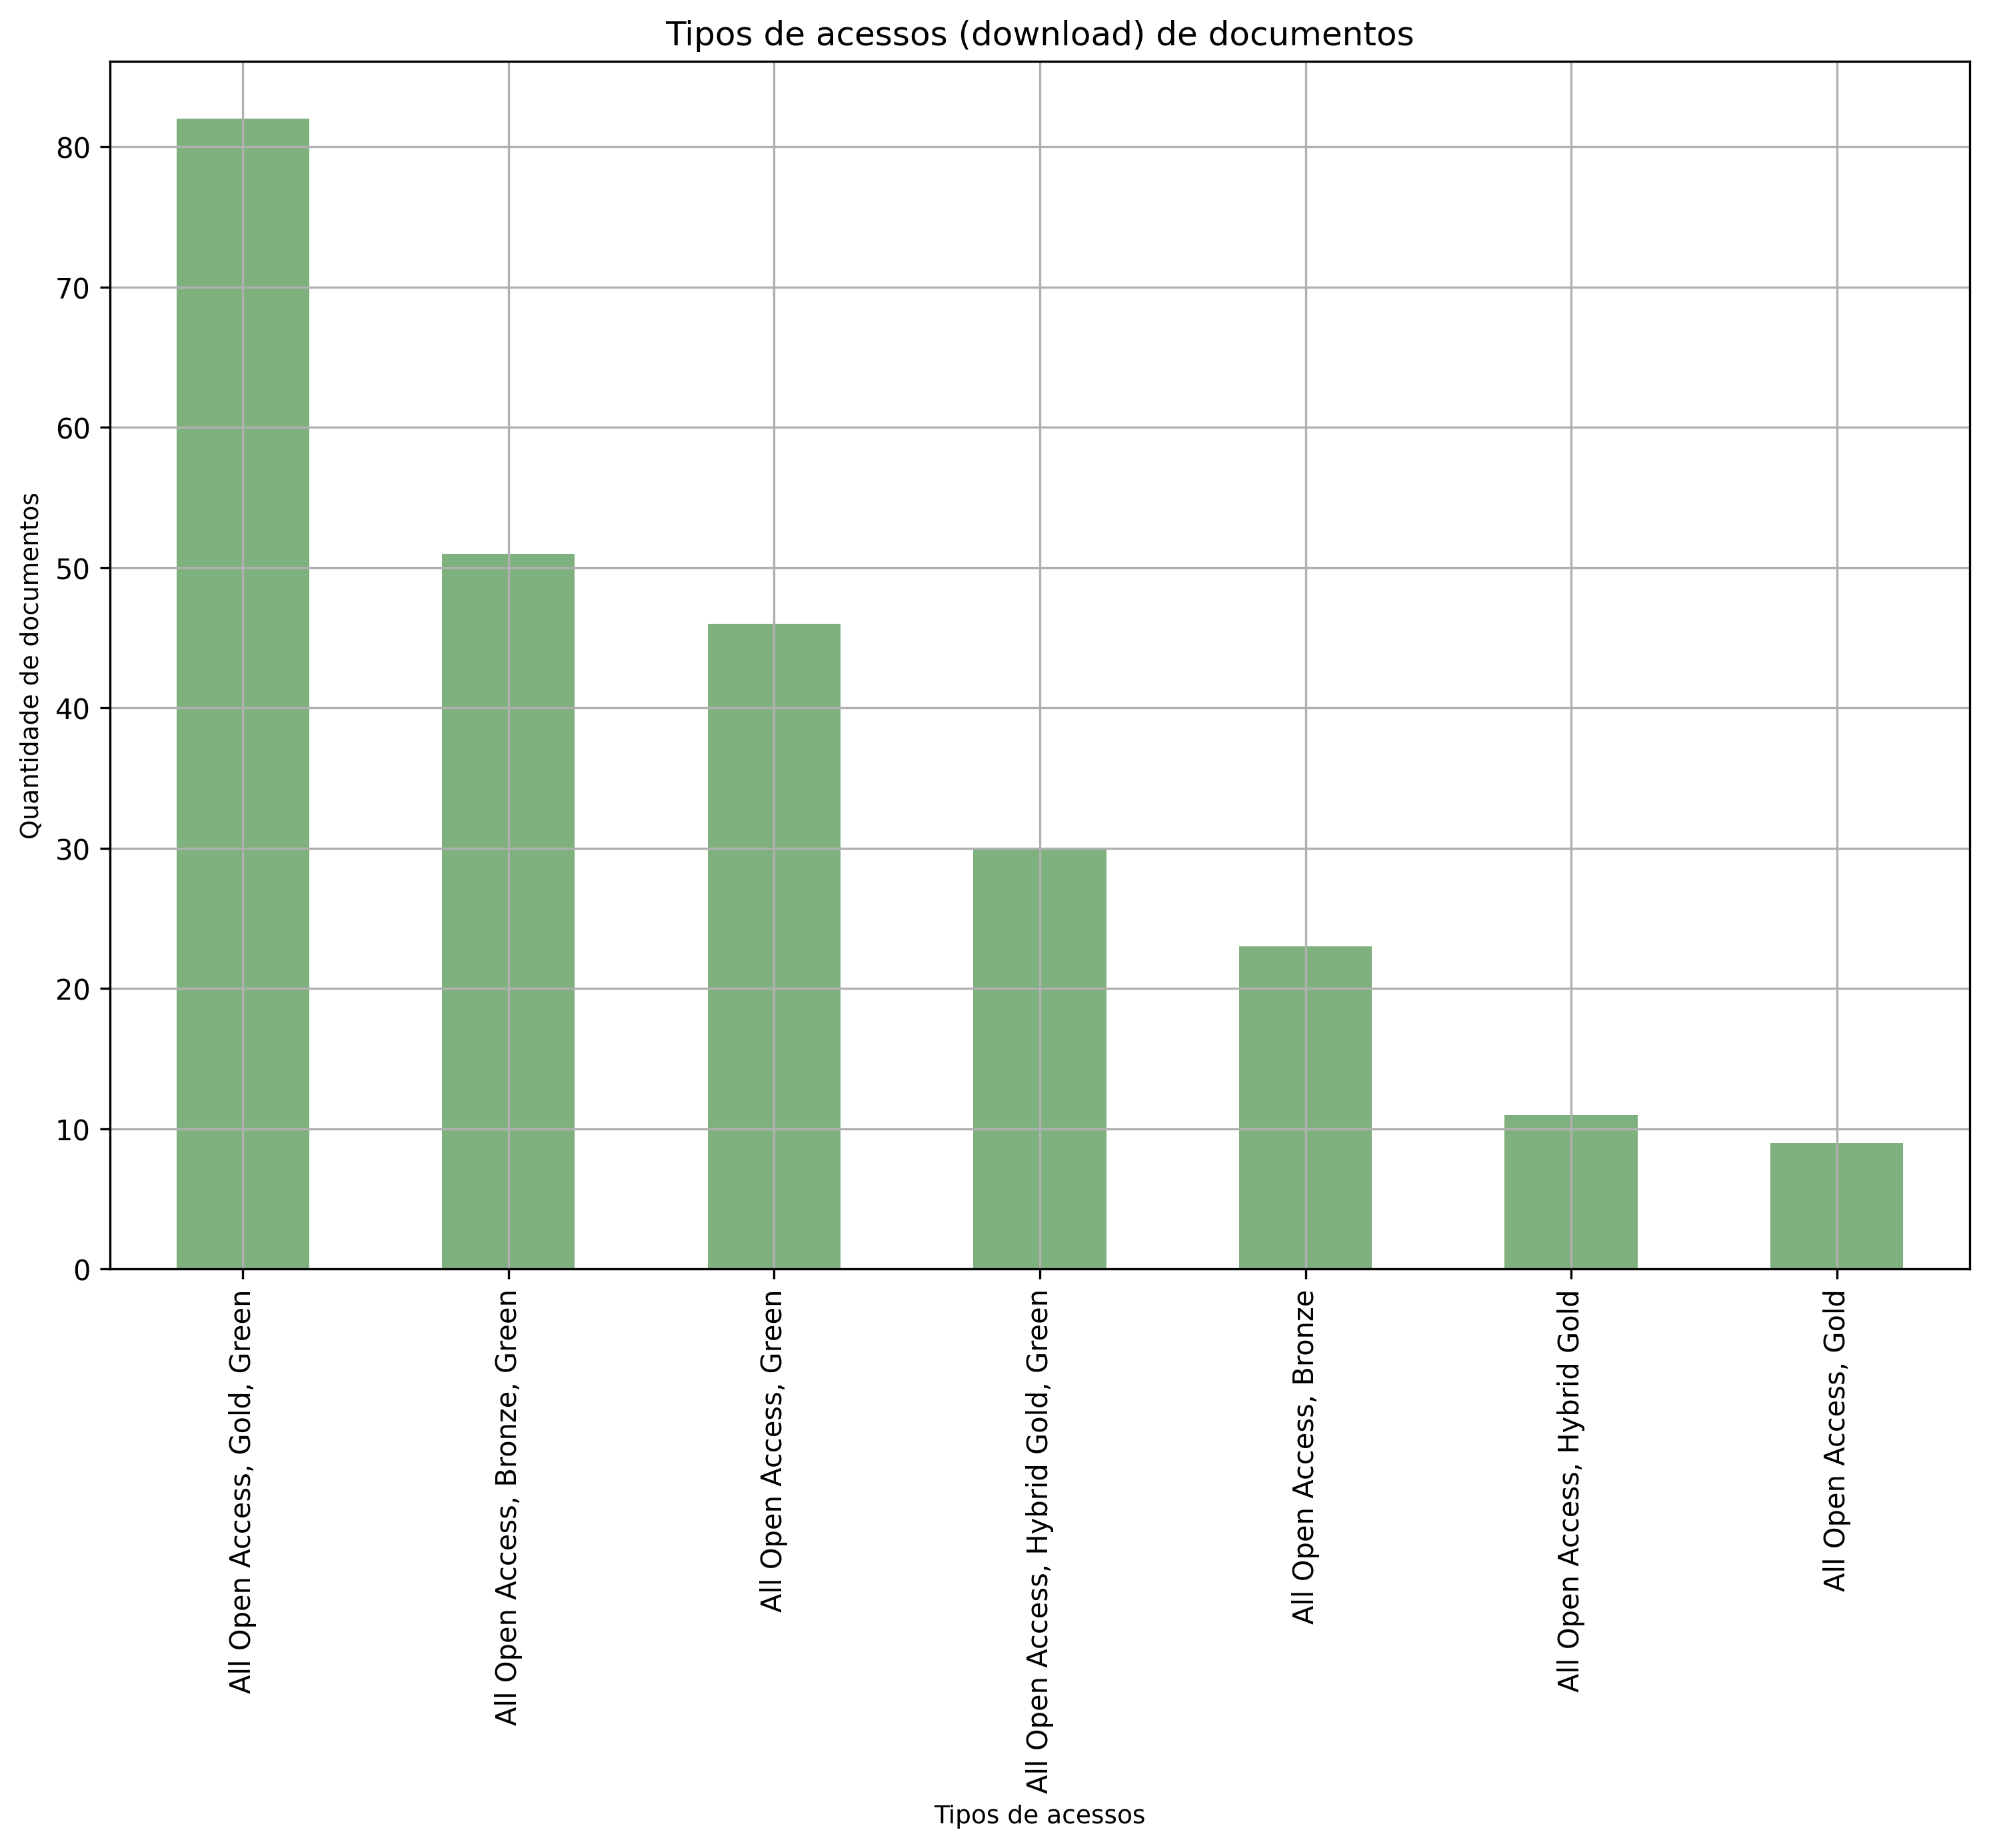 Tipos de acessos (download) de documentos
Quantidade de documentos
80
70
60
50
40
30
20
10
0
All Open Access, Gold, Green
All Open Access, Bronze, Green
All Open Access, Green
All Open Access, Hybrid Gold, Green
All Open Access, Bronze
All Open Access, Hybrid Gold
All Open Access, Gold
Tipos de acessos